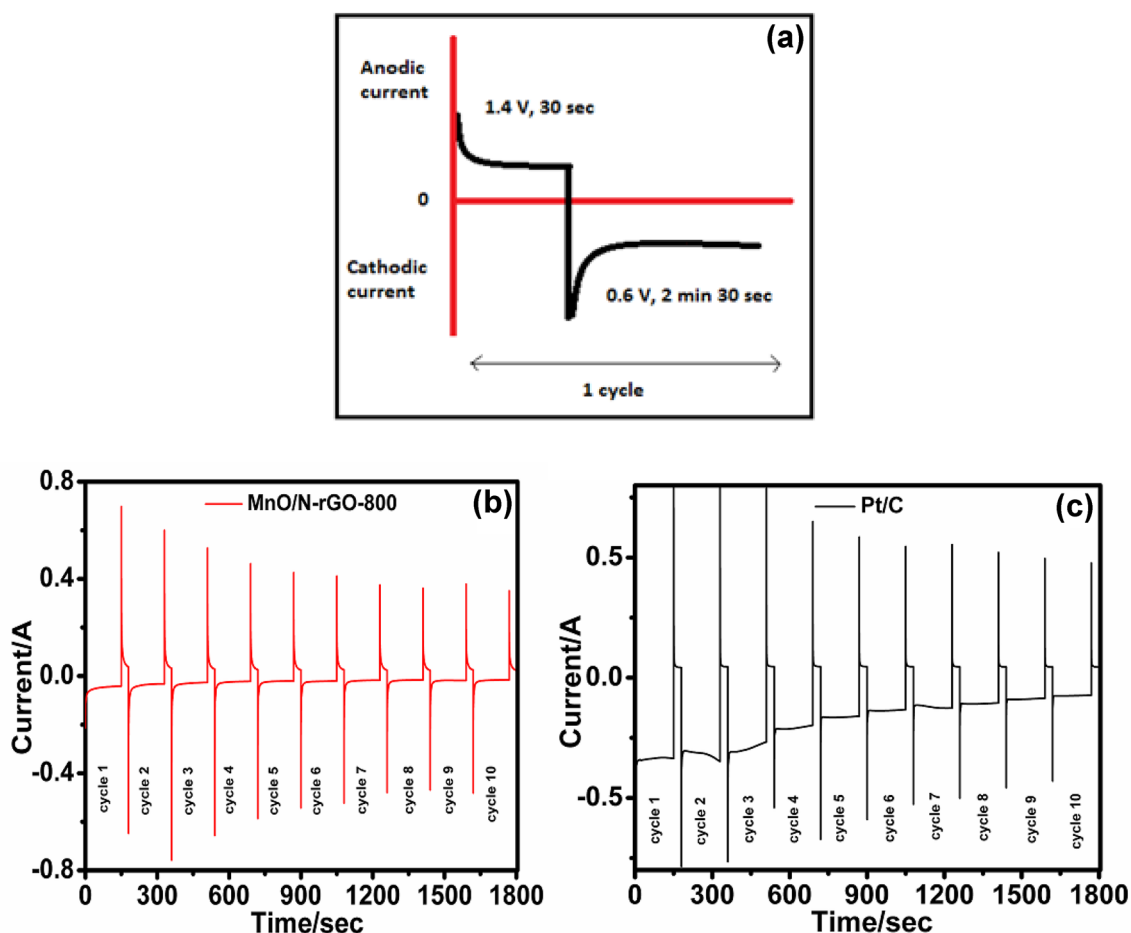 (a)
Anodic
current
1.4 V, 30 sec
0
Cathodic
current
0.6 V, 2 min 30 sec
1 cycle
(b)
MnO/N-rGO-800
Current/A
0.8
0.4
0.0
-0.4
-0.8
cycle 1
cycle 2
cycle 3
cycle 4
cycle 5
cycle 6
cycle 7
cycle 8
cycle 9
cycle 10
0 300 600 900 1200 1500 1800
Time/sec
(c)
Pt/C
Current/A
0.5
0.0
-0.5
cycle 1
cycle 2
cycle 3
cycle 4
cycle 5
cycle 6
cycle 7
cycle 8
cycle 9
cycle 10
0 300 600 900 1200 1500 1800
Time/sec